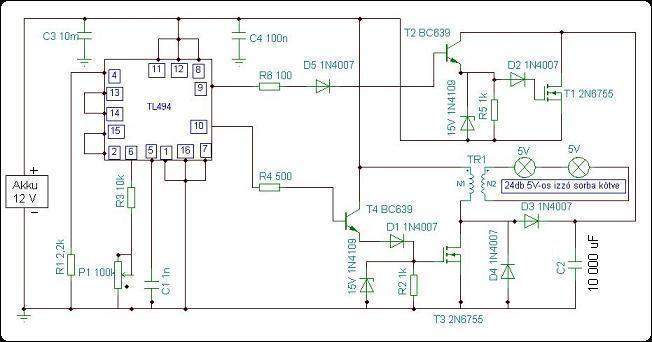 C3 10m
C4 100n
T2 BC639
D5 1N4007
D2 1N4007
R6 100
T1 2N6755
15V 1N4109
R5 1k
4
11
12
8
9
13
14
TL494
10
15
2
6
5
1
16
7
Akku
12 V
+
−
R3 10k
R4 500
TR1
N1
N2
5V
5V
24db 5V-os izzó sorba kötve
T4 BC639
D1 1N4007
D3 1N4007
R1 2,2k
P1 100k
C1 1n
15V 1N4109
R2 1k
D4 1N4007
C2
10 000 uF
T3 2N6755